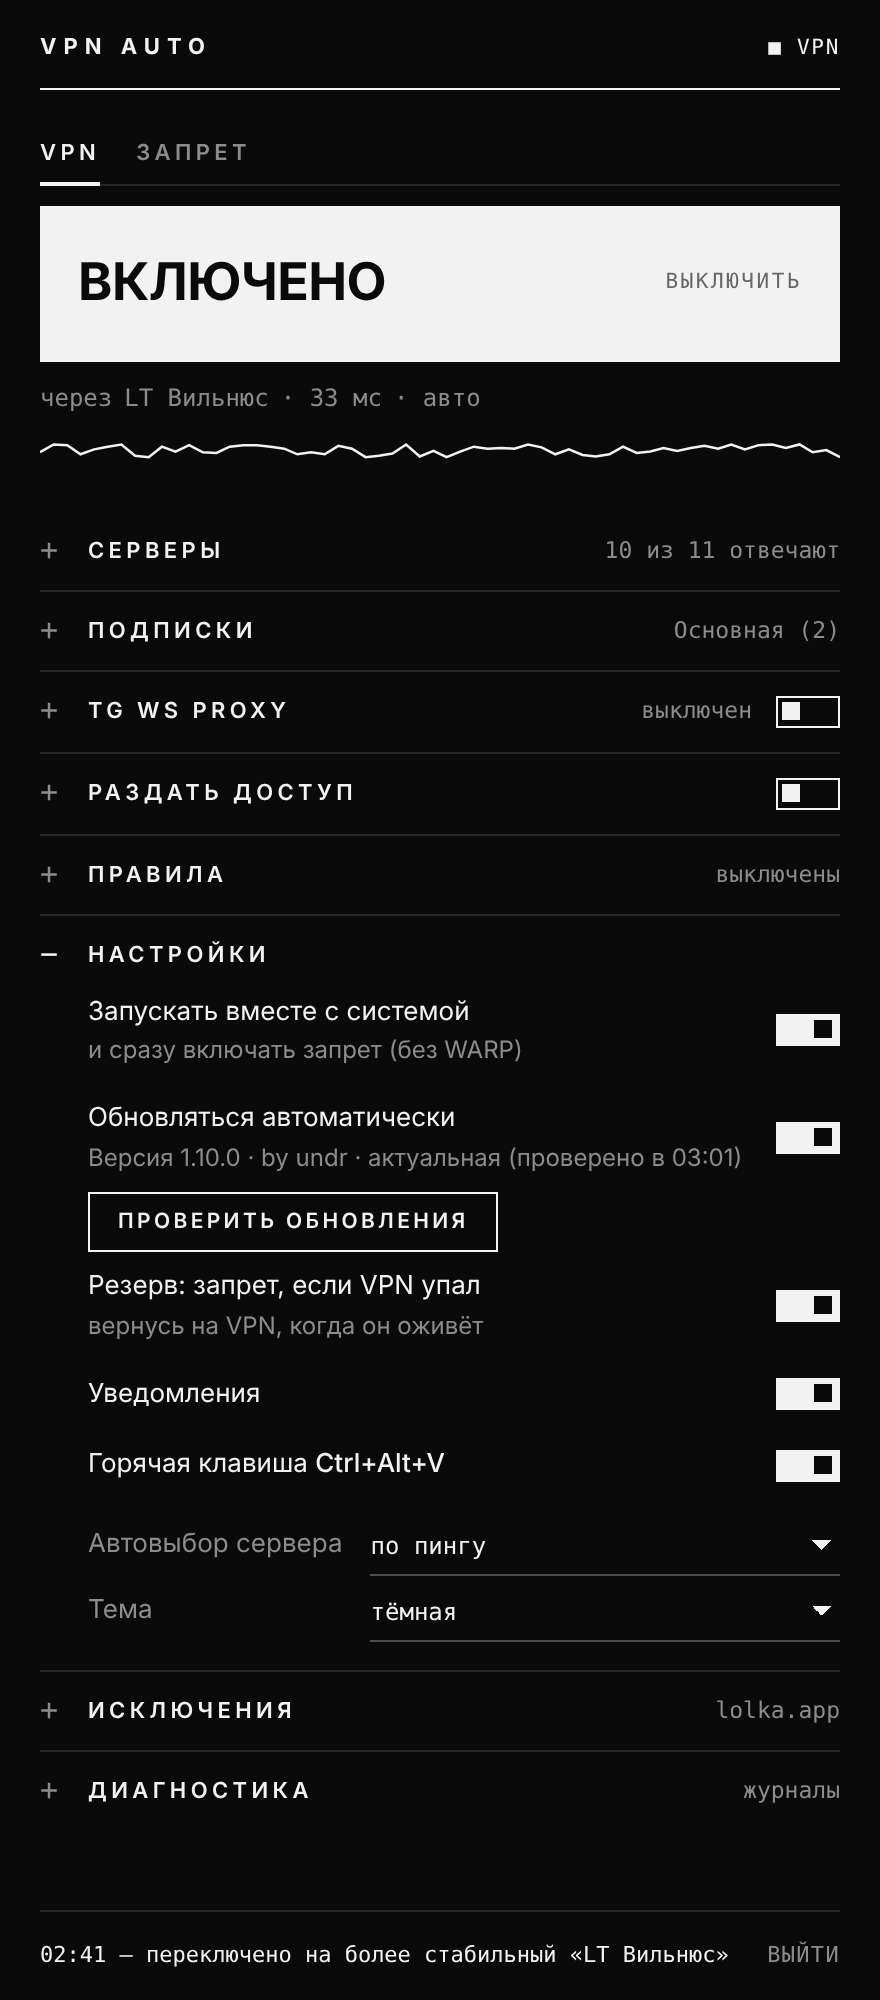 VPN AUTO
■ VPN
VPN ЗАПРЕТ
ВКЛЮЧЕНО ВЫКЛЮЧИТЬ
через LT Вильнюс · 33 мс · авто
+ СЕРВЕРЫ 10 из 11 отвечают
+ ПОДПИСКИ Основная (2)
+ TG WS PROXY выключен
+ РАЗДАТЬ ДОСТУП
+ ПРАВИЛА выключены
− НАСТРОЙКИ
Запускать вместе с системой
и сразу включать запрет (без WARP)
Обновляться автоматически
Версия 1.10.0 · by undr · актуальная (проверено в 03:01)
ПРОВЕРИТЬ ОБНОВЛЕНИЯ
Резерв: запрет, если VPN упал
вернусь на VPN, когда он оживёт
Уведомления
Горячая клавиша Ctrl+Alt+V
Автовыбор сервера по пингу
Тема тёмная
+ ИСКЛЮЧЕНИЯ lolka.app
+ ДИАГНОСТИКА журналы
02:41 — переключено на более стабильный «LT Вильнюс» ВЫЙТИ